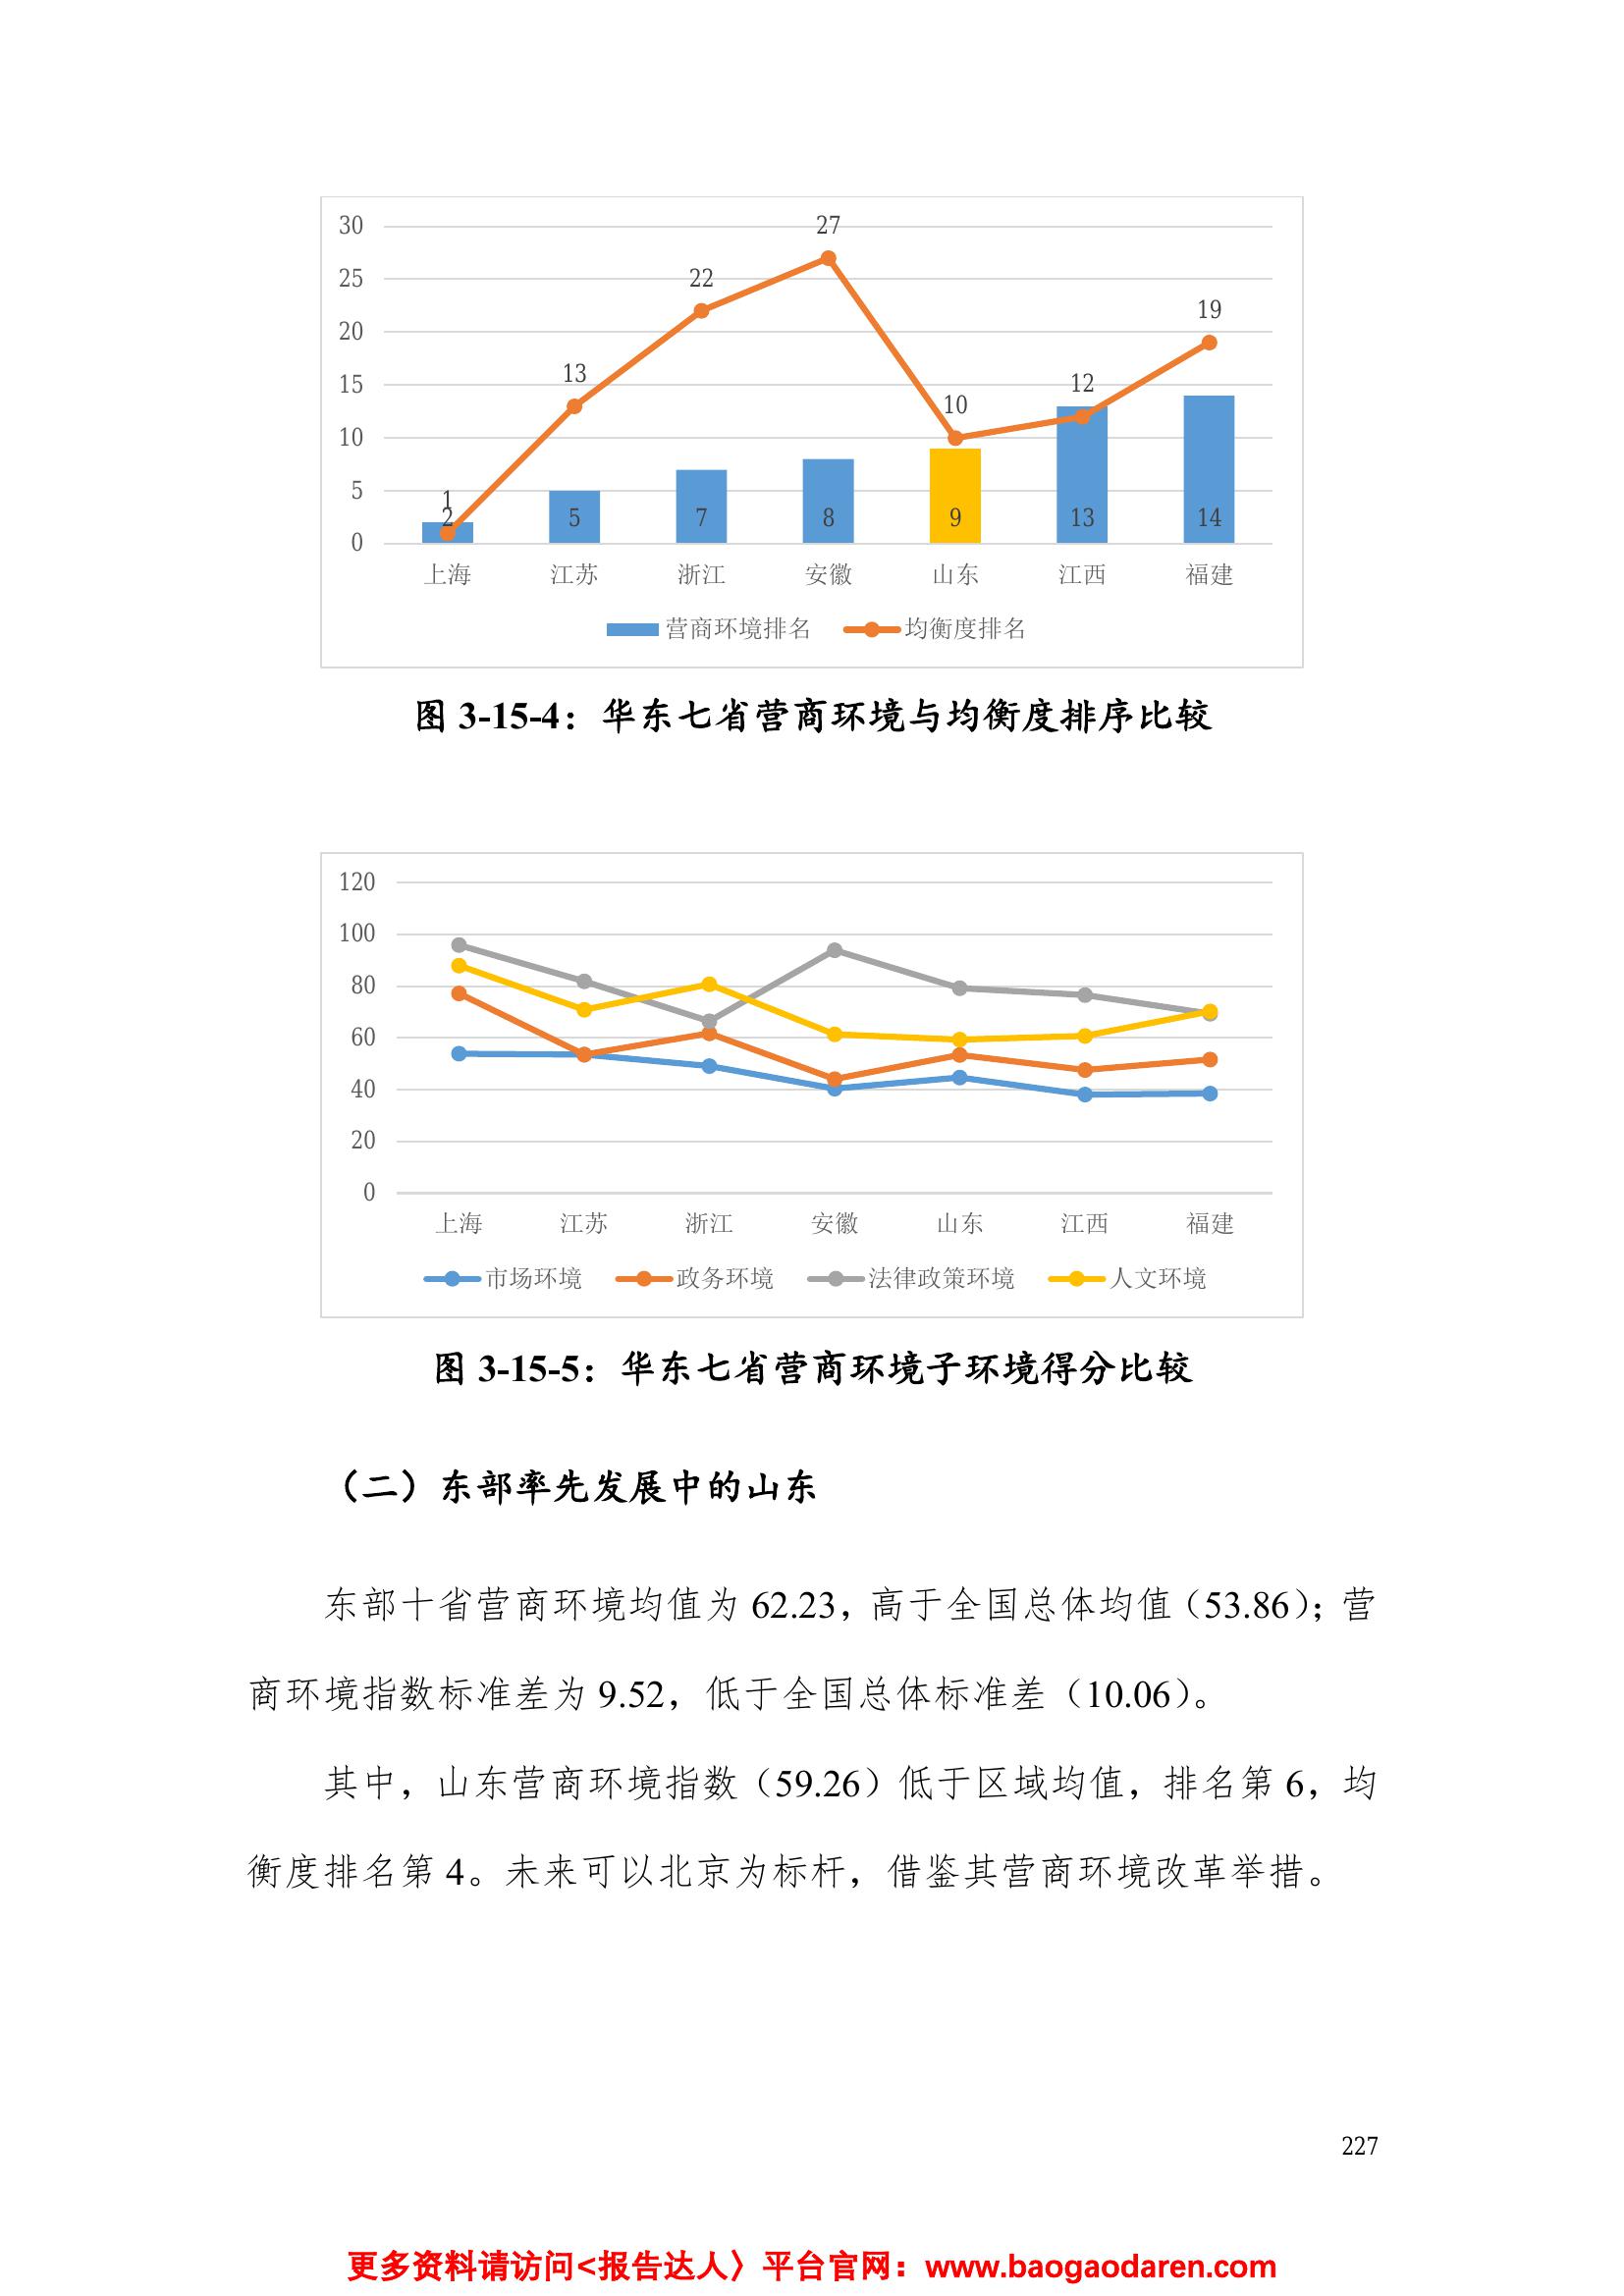 30
25
20
15
10
5
0
27
22
19
13
12
10
1
2
5
7
8
9
13
14
上海 江苏 浙江 安徽 山东 江西 福建
营商环境排名 均衡度排名
图 3-15-4：华东七省营商环境与均衡度排序比较
120
100
80
60
40
20
0
上海 江苏 浙江 安徽 山东 江西 福建
市场环境 政务环境 法律政策环境 人文环境
图 3-15-5：华东七省营商环境子环境得分比较
（二）东部率先发展中的山东
东部十省营商环境均值为 62.23，高于全国总体均值（53.86）；营
商环境指数标准差为 9.52，低于全国总体标准差（10.06）。
其中，山东营商环境指数（59.26）低于区域均值，排名第 6，均
衡度排名第 4。未来可以北京为标杆，借鉴其营商环境改革举措。
227
更多资料请访问<报告达人〉平台官网：www.baogaodaren.com